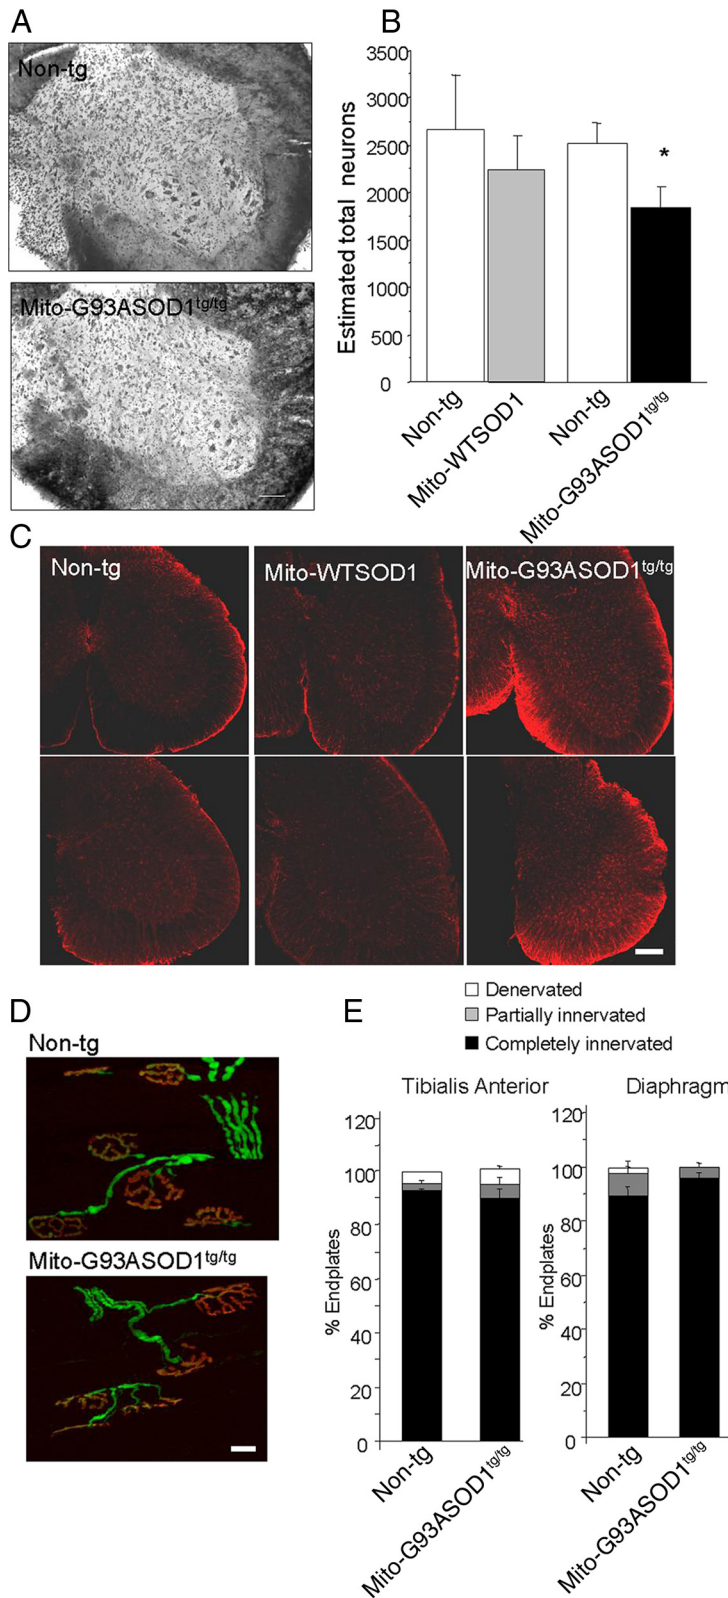 A
Non-tg
Mito-G93ASOD1tg/tg
B
Estimated total neurons
3500
3000
2500
2000
1500
1000
500
0
*
Non-tg
Mito-WTSOD1
Non-tg
Mito-G93ASOD1tg/tg
C
Non-tg
Mito-WTSOD1
Mito-G93ASOD1tg/tg
D
Non-tg
Mito-G93ASOD1tg/tg
E
Denervated
Partially innervated
Completely innervated
Tibialis Anterior
% Endplates
120
100
80
60
40
20
0
Non-tg
Mito-G93ASOD1tg/tg
Diaphragm
% Endplates
120
100
80
60
40
20
0
Non-tg
Mito-G93ASOD1tg/tg